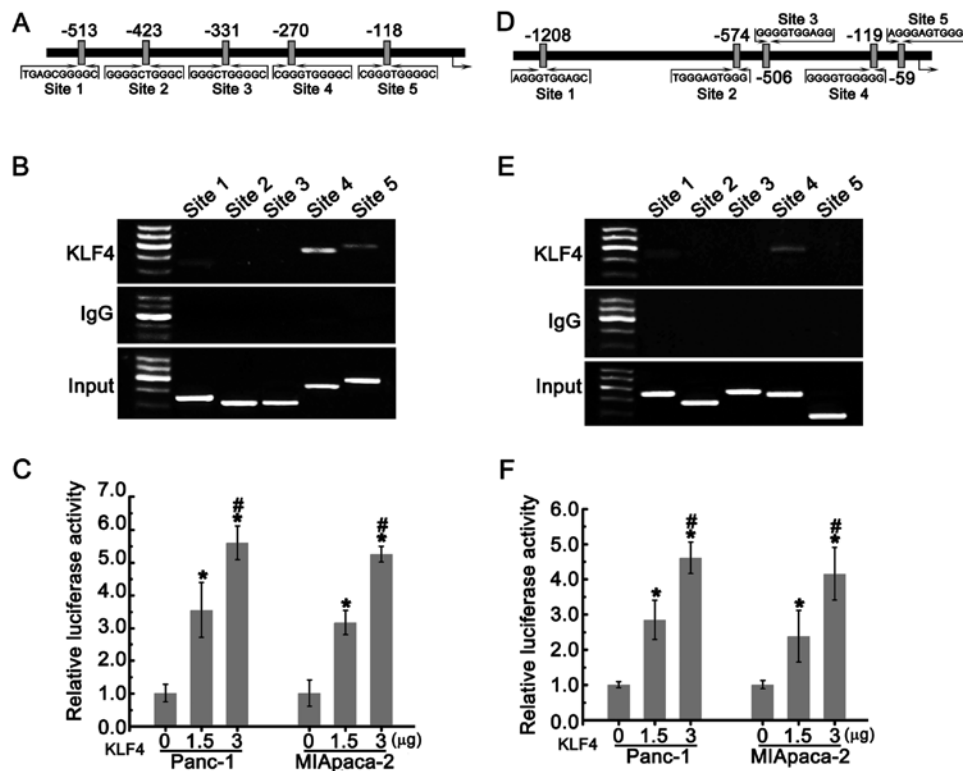 A
-513 -423 -331 -270 -118
TGAGCGGGGC GGGGCTGGGC GGGCTGGGGC CGGGTGGGGC CGGGTGGGGC
Site 1 Site 2 Site 3 Site 4 Site 5
B
Site 1 Site 2 Site 3 Site 4 Site 5
KLF4
IgG
Input
C
Relative luciferase activity
7.0
6.0
5.0
4.0
3.0
2.0
1.0
0.0
* # * * # *
0 1.5 3 0 1.5 3 (μg)
KLF4
Panc-1 MIApaca-2
D
Site 3 Site 5
-1208 -574 GGGGTGGAGG -119 AGGGAGTGGG
AGGGTGGAGC TGGGAGTGGG -506 GGGGTGGGGG -59
Site 1 Site 2 Site 4
E
Site 1 Site 2 Site 3 Site 4 Site 5
KLF4
IgG
Input
F
Relative luciferase activity
6.0
5.0
4.0
3.0
2.0
1.0
0.0
* # * * # *
0 1.5 3 0 1.5 3 (μg)
KLF4
Panc-1 MIApaca-2